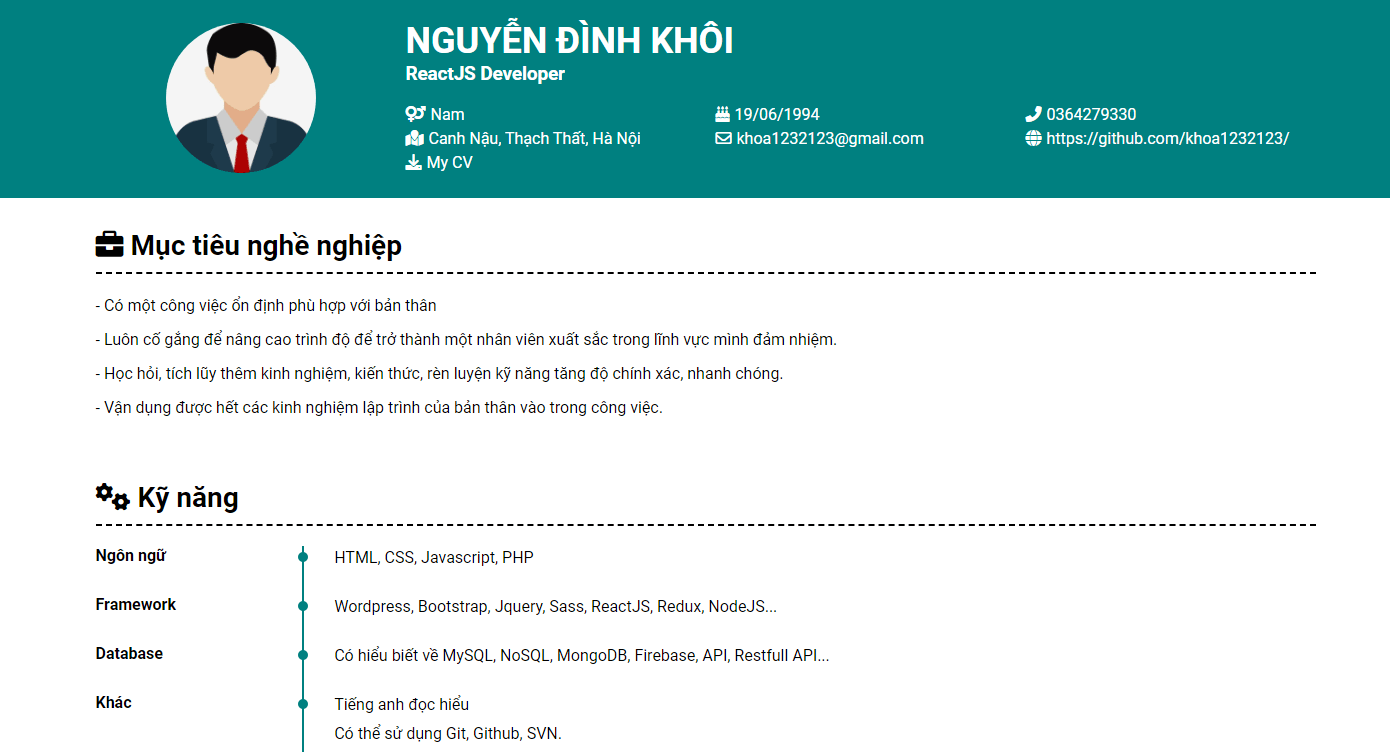 NGUYỄN ĐÌNH KHÔI
ReactJS Developer
Nam
19/06/1994
0364279330
Canh Nậu, Thạch Thất, Hà Nội
khoa1232123@gmail.com
https://github.com/khoa1232123/
My CV
Mục tiêu nghề nghiệp
- Có một công việc ổn định phù hợp với bản thân
- Luôn cố gắng để nâng cao trình độ để trở thành một nhân viên xuất sắc trong lĩnh vực mình đảm nhiệm.
- Học hỏi, tích lũy thêm kinh nghiệm, kiến thức, rèn luyện kỹ năng tăng độ chính xác, nhanh chóng.
- Vận dụng được hết các kinh nghiệm lập trình của bản thân vào trong công việc.
Kỹ năng
Ngôn ngữ
HTML, CSS, Javascript, PHP
Framework
Wordpress, Bootstrap, Jquery, Sass, ReactJS, Redux, NodeJS...
Database
Có hiểu biết về MySQL, NoSQL, MongoDB, Firebase, API, Restfull API...
Khác
Tiếng anh đọc hiểu
Có thể sử dụng Git, Github, SVN.